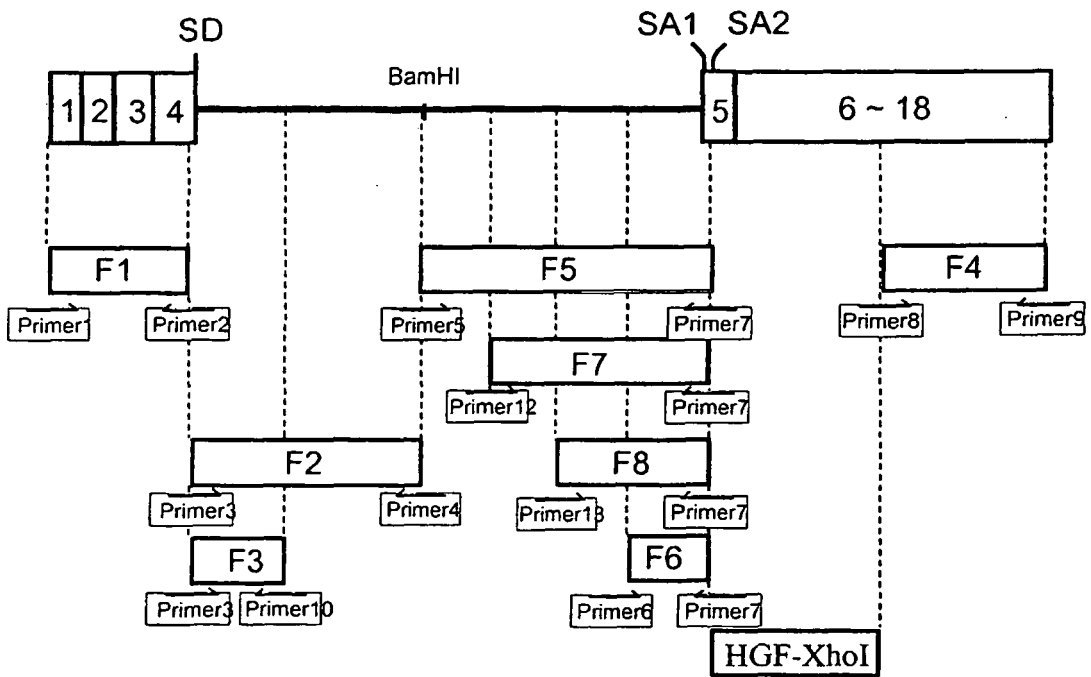 SD
SA1 SA2
BamHI
1 2 3 4
5
6 ~ 18
F1
F5
F4
Primer1
Primer2
Primer5
Primer7
Primer8
Primer9
F7
Primer12
Primer7
F2
F8
Primer3
Primer4
Primer13
Primer7
F3
F6
Primer3
Primer10
Primer6
Primer7
HGF-XhoI